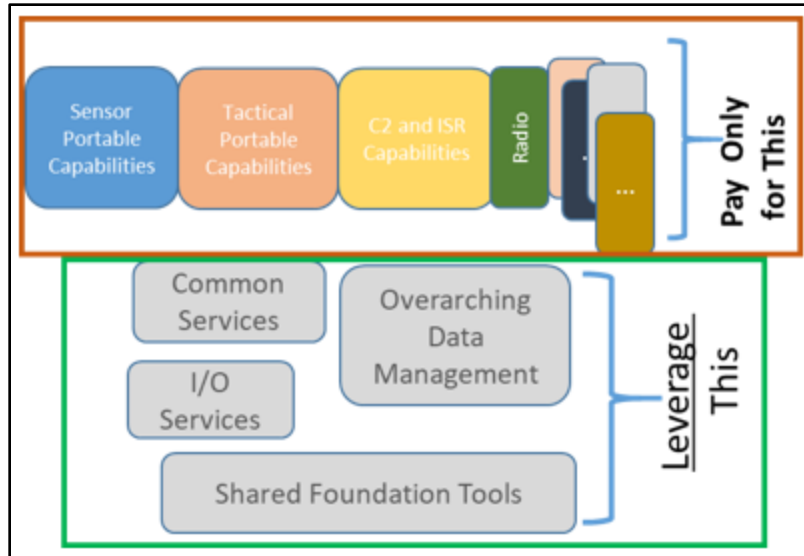 Sensor
Portable
Capabilities
Tactical
Portable
Capabilities
C2 and ISR
Capabilities
Radio
.
...
Pay Only
for This
Common
Services
Overarching
Data
Management
I/O
Services
Shared Foundation Tools
Leverage
This